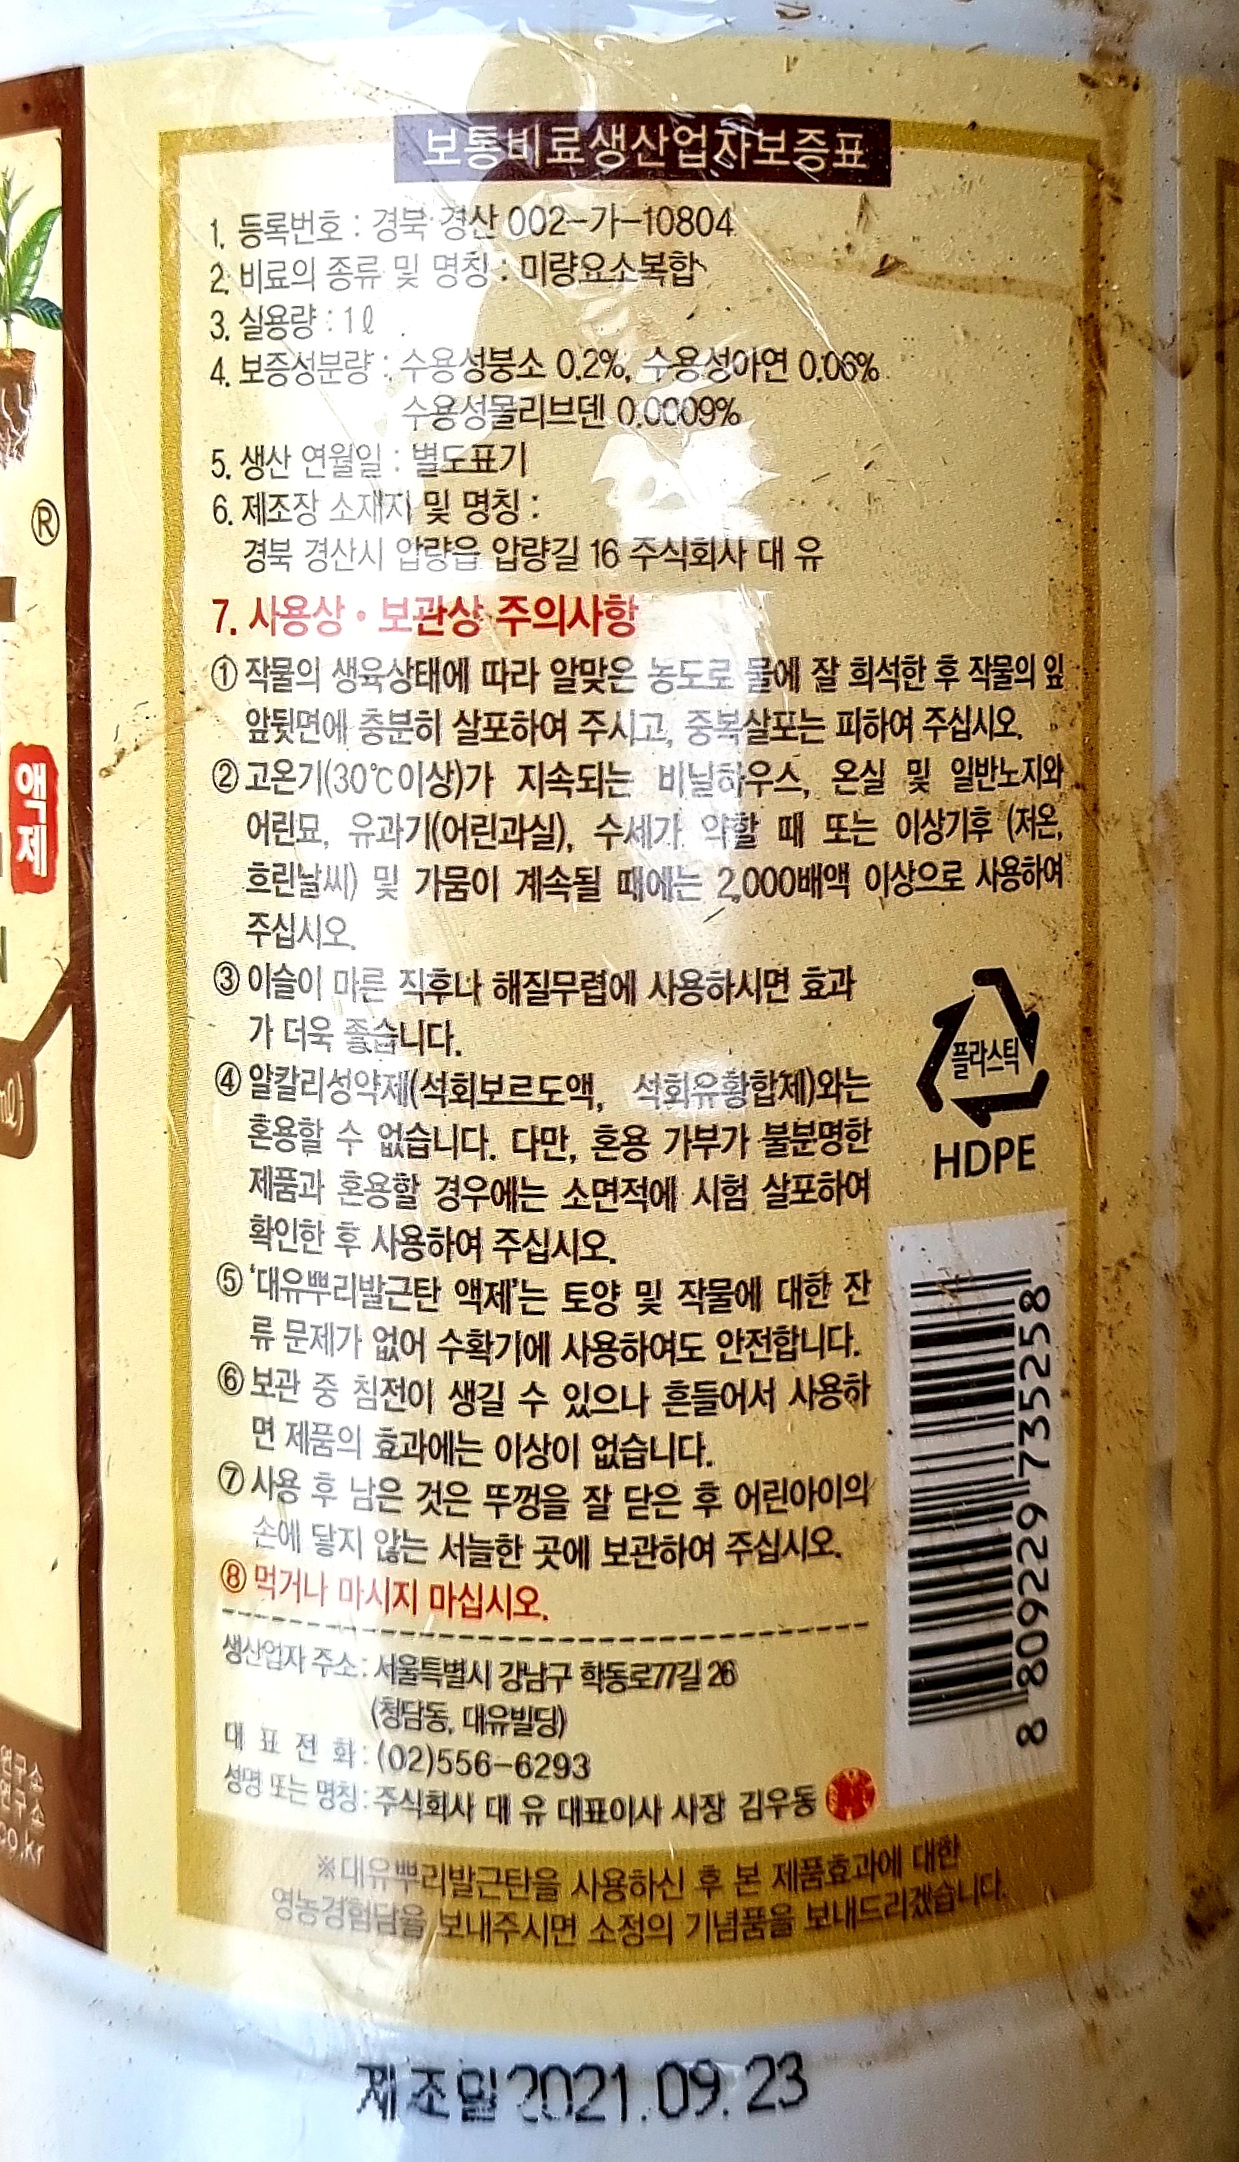 보통비료생산업자보증표
1. 등록번호 : 경북 경산 002-가-10804
2. 비료의 종류 및 명칭 : 미량요소복합
3. 실용량 : 1ℓ
4. 보증성분량 : 수용성붕소 0.2%, 수용성아연 0.06%
수용성몰리브덴 0.0009%
5. 생산 연월일 : 별도표기
6. 제조장 소재지 및 명칭 :
경북 경산시 압량읍 압량길 16 주식회사 대 유
7. 사용상·보관상 주의사항
① 작물의 생육상태에 따라 알맞은 농도로 물에 잘 희석한 후 작물의 잎
앞뒷면에 충분히 살포하여 주시고, 중복살포는 피하여 주십시오.
② 고온기(30℃이상)가 지속되는 비닐하우스, 온실 및 일반노지와
어린묘, 유과기(어린과실), 수세가 약할 때 또는 이상기후 (저온,
흐린날씨) 및 가뭄이 계속될 때에는 2,000배액 이상으로 사용하여
주십시오.
③ 이슬이 마른 직후나 해질무렵에 사용하시면 효과
가 더욱 좋습니다.
④ 알칼리성약제(석회보르도액, 석회유황합제)와는
혼용할 수 없습니다. 다만, 혼용 가부가 불분명한
제품과 혼용할 경우에는 소면적에 시험 살포하여
확인한 후 사용하여 주십시오.
⑤ '대유뿌리발근탄 액제'는 토양 및 작물에 대한 잔
류 문제가 없어 수확기에 사용하여도 안전합니다.
⑥ 보관 중 침전이 생길 수 있으나 흔들어서 사용하
면 제품의 효과에는 이상이 없습니다.
⑦ 사용 후 남은 것은 뚜껑을 잘 닫은 후 어린아이의
손에 닿지 않는 서늘한 곳에 보관하여 주십시오.
⑧ 먹거나 마시지 마십시오.
생산업자 주소 : 서울특별시 강남구 학동로77길 26
(청담동, 대유빌딩)
대 표 전 화 : (02)556-6293
성명 또는 명칭 : 주식회사 대 유 대표이사 사장 김우동
※대유뿌리발근탄을 사용하신 후 본 제품효과에 대한
영농경험담을 보내주시면 소정의 기념품을 보내드리겠습니다.
플라스틱
HDPE
8 809229 735258
제조일 2021.09.23
®
액제
연구소
연구소
co.kr